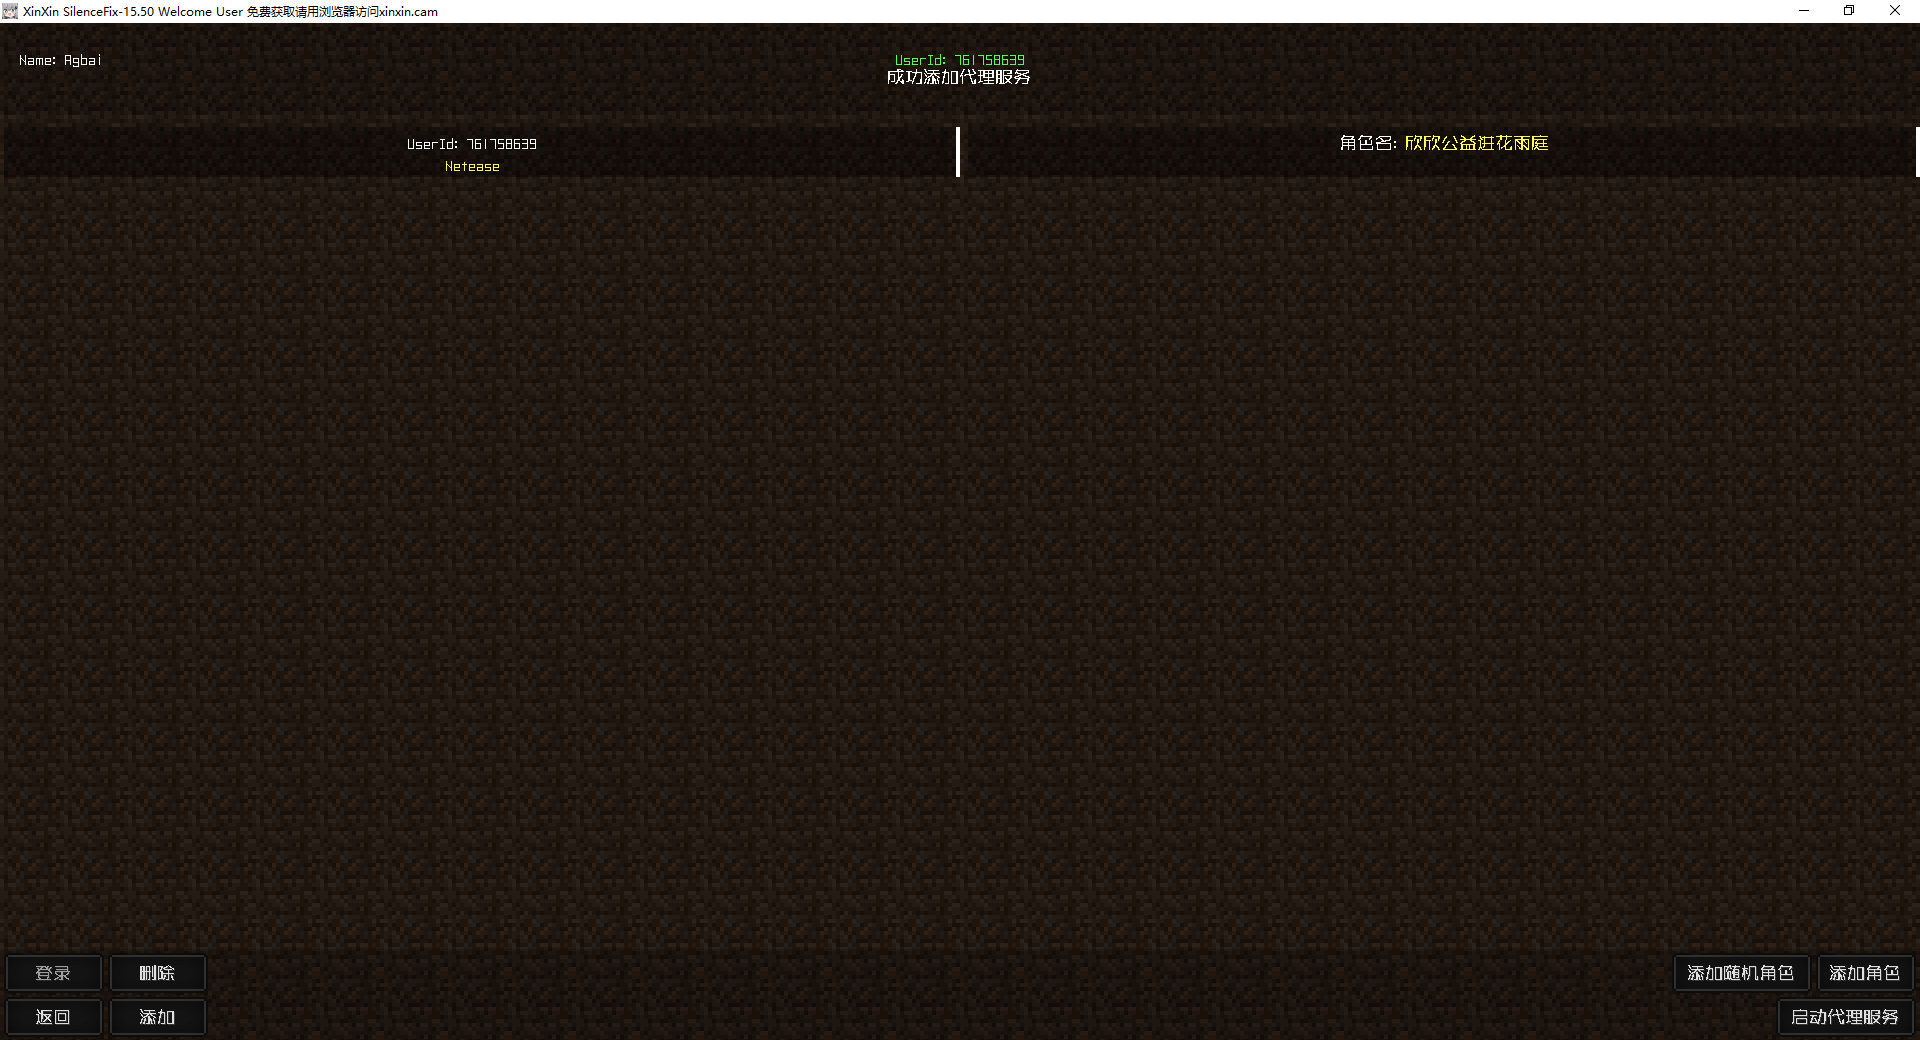 XinXin SilenceFix-15.50 Welcome User 免费获取请用浏览器访问xinxin.cam
Name: Agbai
UserId: 761758639
成功添加代理服务
UserId: 761758639
Netease
角色名: 欣欣公益进花雨庭
登录
删除
添加随机角色
添加角色
返回
添加
启动代理服务